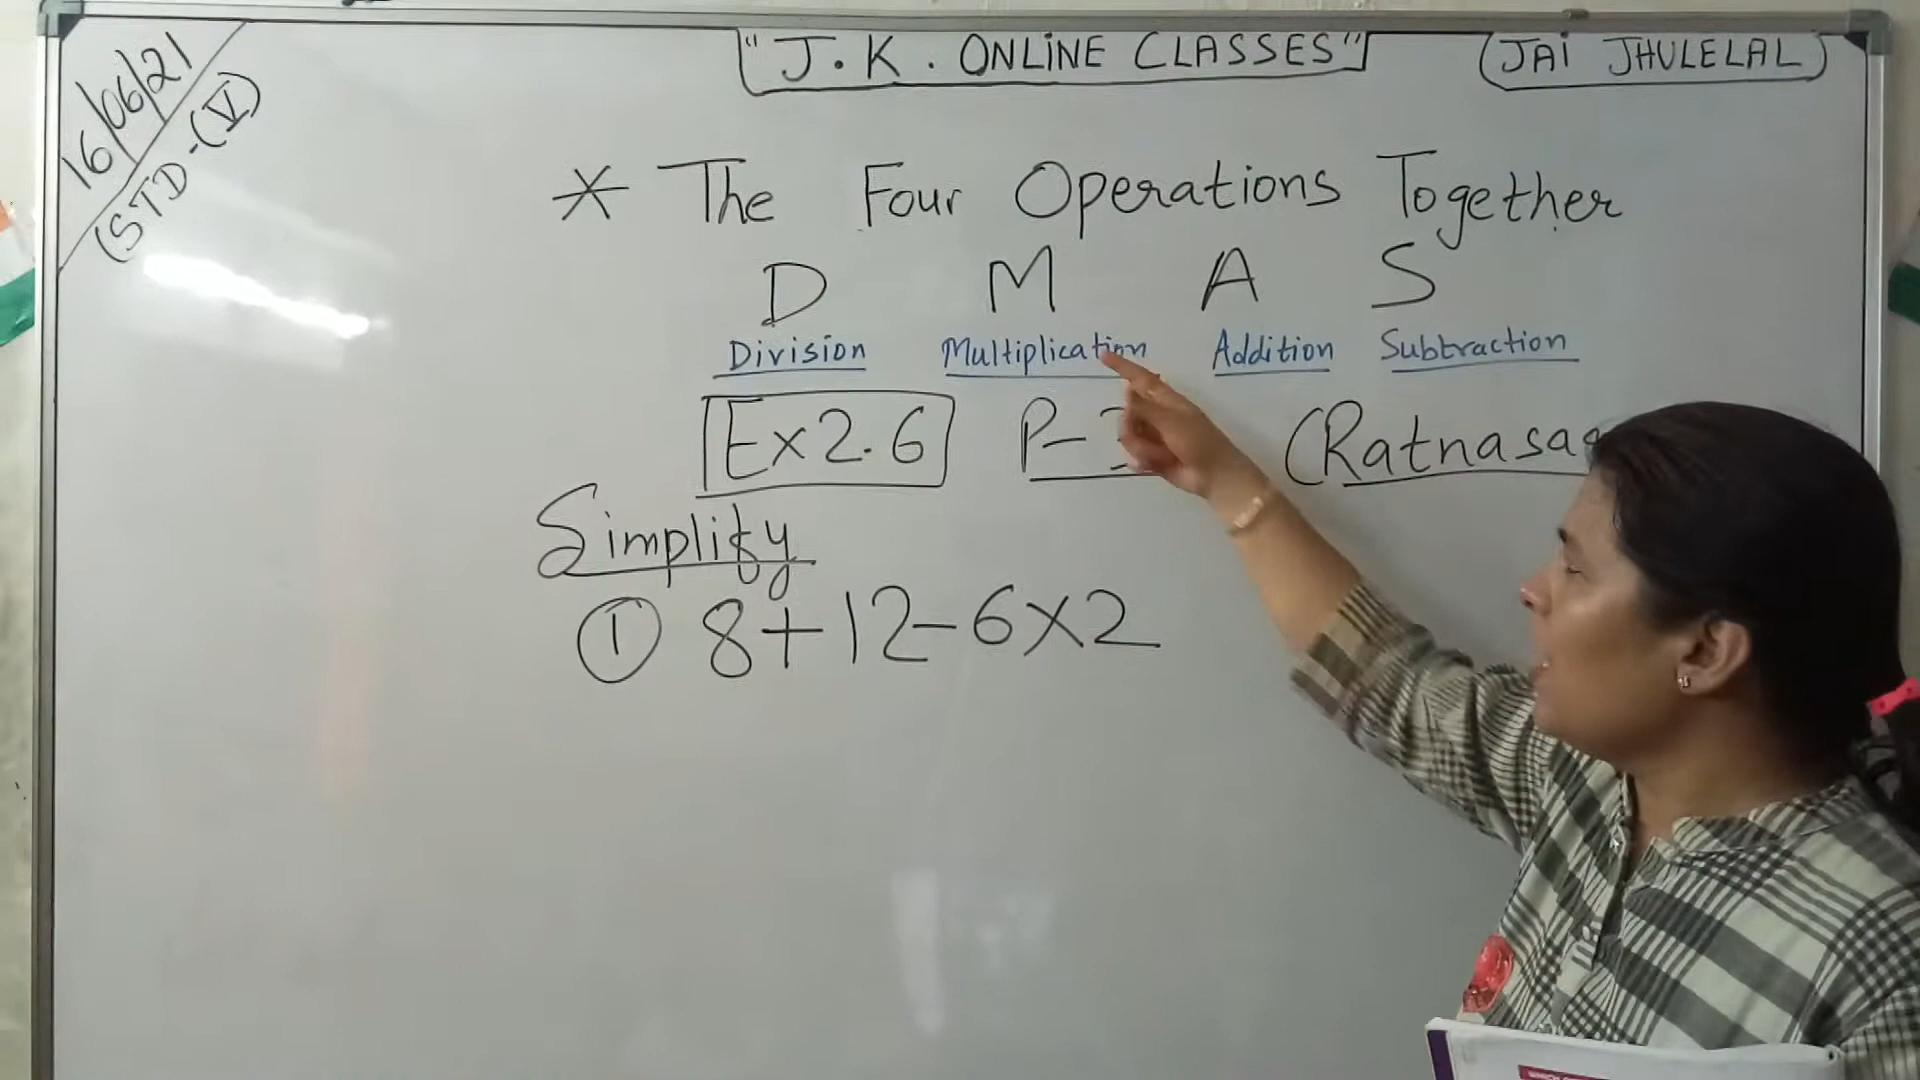 16/06/21
(STD-(V)
"J.K. ONLINE CLASSES"
(JAI JHULELAL)
* The Four Operations Together
D M A S
Division Multiplication Addition Subtraction
Ex 2.6 P-
Simplify
① 8+12-6×2